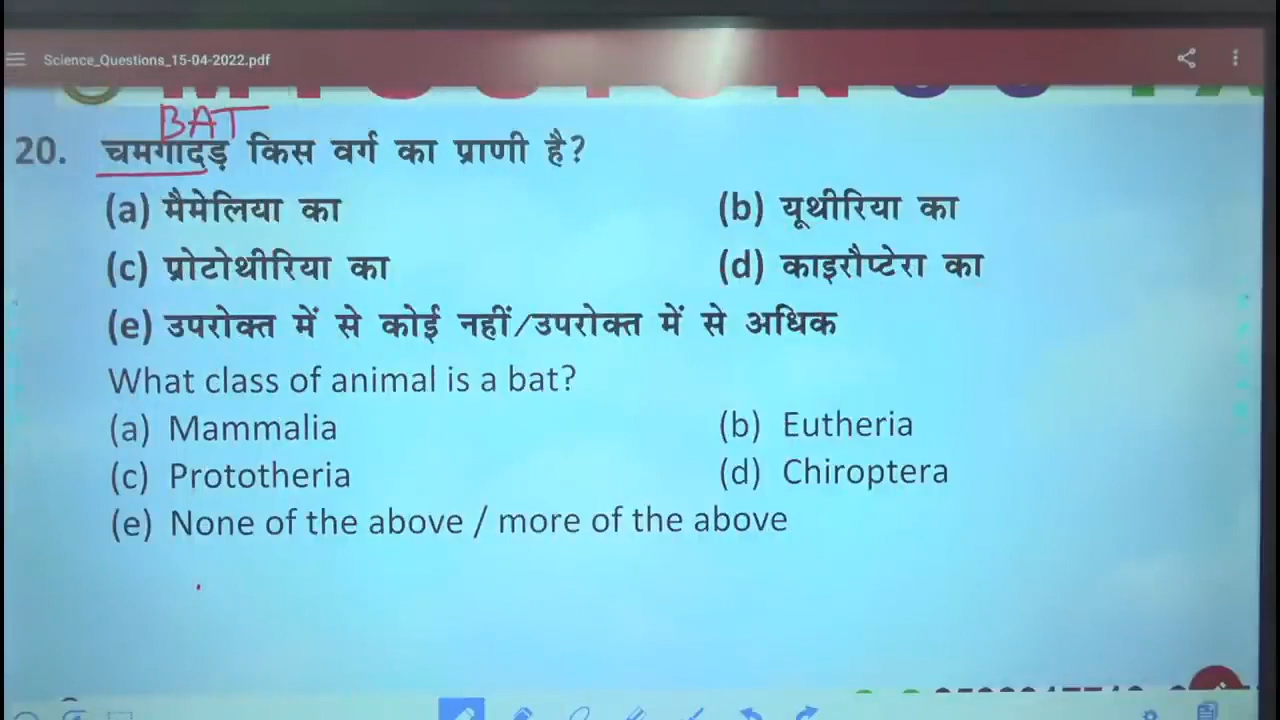 Science_Questions_15-04-2022.pdf
BAT
20. चमगादड़ किस वर्ग का प्राणी है?
(a) मैमेलिया का (b) यूथीरिया का
(c) प्रोटोथीरिया का (d) काइरौप्टेरा का
(e) उपरोक्त में से कोई नहीं/उपरोक्त में से अधिक
What class of animal is a bat?
(a) Mammalia (b) Eutheria
(c) Prototheria (d) Chiroptera
(e) None of the above / more of the above